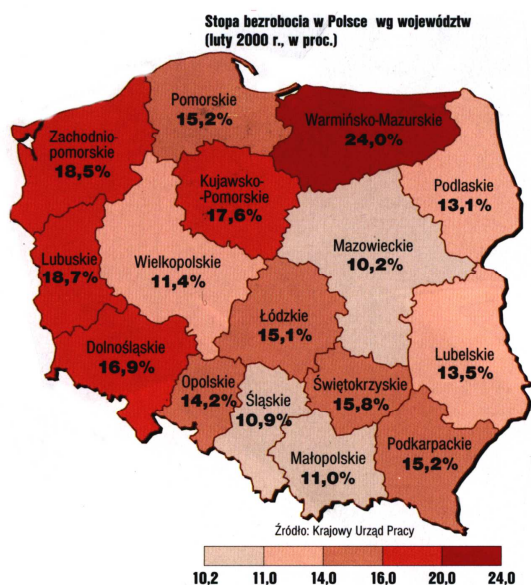 Stopa bezrobocia w Polsce wg województw
(luty 2000 r., w proc.)
Pomorskie
15,2%
Warmińsko-Mazurskie
24,0%
Zachodnio-
pomorskie
18,5%
Kujawsko-
-Pomorskie
17,6%
Podlaskie
13,1%
Mazowieckie
10,2%
Lubuskie
18,7%
Wielkopolskie
11,4%
Łódzkie
15,1%
Dolnośląskie
16,9%
Lubelskie
13,5%
Opolskie
14,2%
Śląskie
10,9%
Świętokrzyskie
15,8%
Małopolskie
11,0%
Podkarpackie
15,2%
Źródło: Krajowy Urząd Pracy
10,2 11,0 14,0 16,0 20,0 24,0